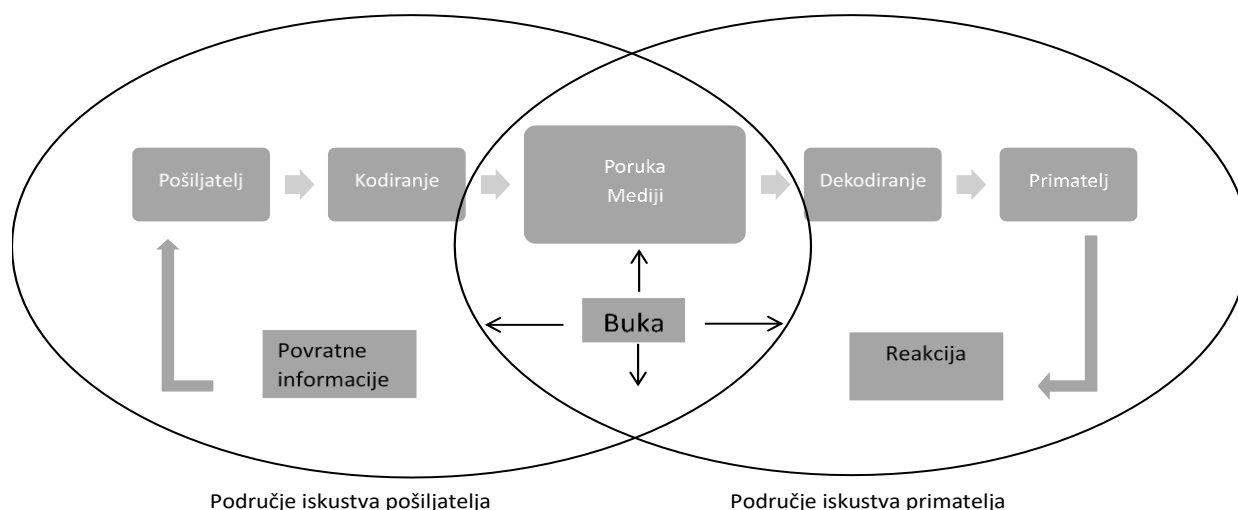 Pošiljatelj
Kodiranje
Poruka
Mediji
Dekodiranje
Primatelj
Buka
Povratne
informacije
Reakcija
Područje iskustva pošiljatelja
Područje iskustva primatelja